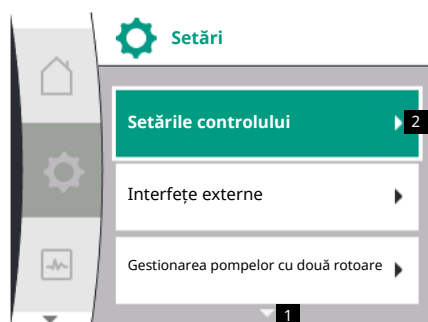 Setări
Setările controlului
2
Interfețe externe
Gestionarea pompelor cu două rotoare
1